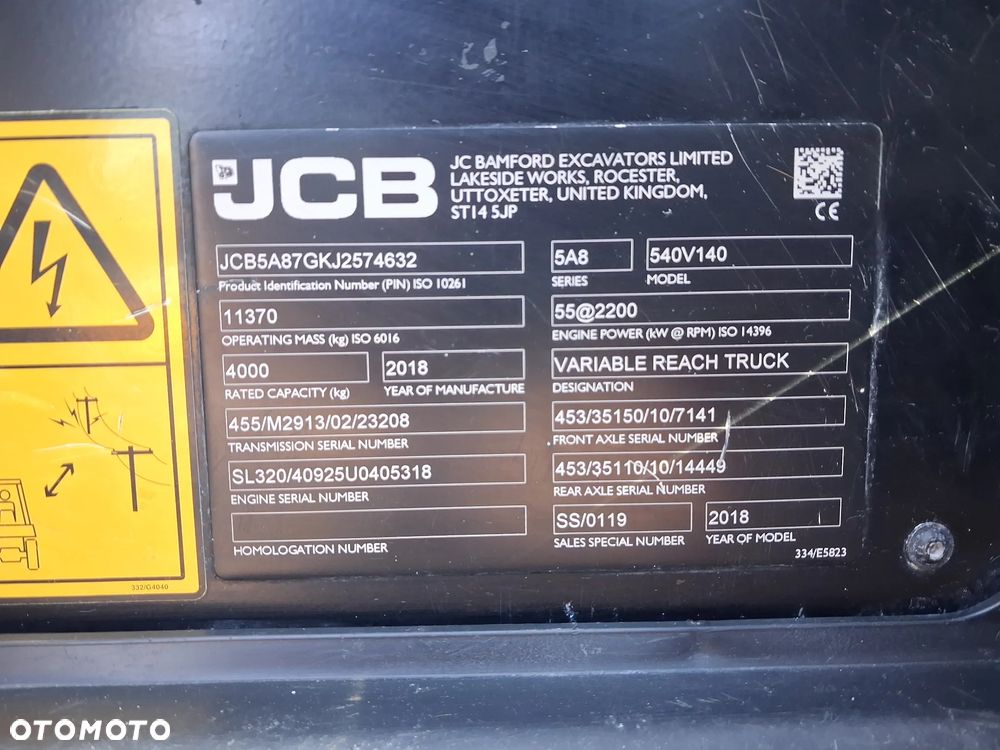 JCB
JC BAMFORD EXCAVATORS LIMITED
LAKESIDE WORKS, ROCESTER,
UTTOXETER, UNITED KINGDOM,
ST14 5JP
CE
JCB5A87GKJ2574632
Product Identification Number (PIN) ISO 10261
5A8
SERIES
540V140
MODEL
11370
OPERATING MASS (kg) ISO 6016
55@2200
ENGINE POWER (kW @ RPM) ISO 14396
4000
RATED CAPACITY (kg)
2018
YEAR OF MANUFACTURE
VARIABLE REACH TRUCK
DESIGNATION
455/M2913/02/23208
TRANSMISSION SERIAL NUMBER
453/35150/10/7141
FRONT AXLE SERIAL NUMBER
SL320/40925U0405318
ENGINE SERIAL NUMBER
453/35110/10/14449
REAR AXLE SERIAL NUMBER
HOMOLOGATION NUMBER
SS/0119
SALES SPECIAL NUMBER
2018
YEAR OF MODEL
334/E5823
332/G4040
OTOMOTO